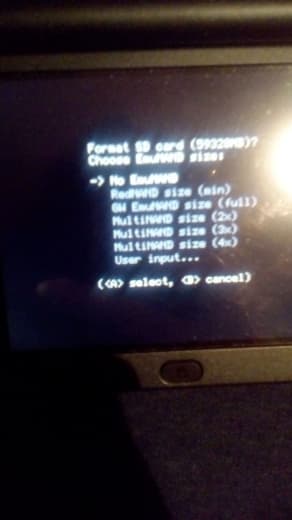 Format SD card (59320MB)?
Choose EmuNAND size:
-> No EmuNAND
RedNAND size (min)
GW EmuNAND size (full)
MultiNAND size (2x)
MultiNAND size (3x)
MultiNAND size (4x)
User input...
(<A> select, <B> cancel)